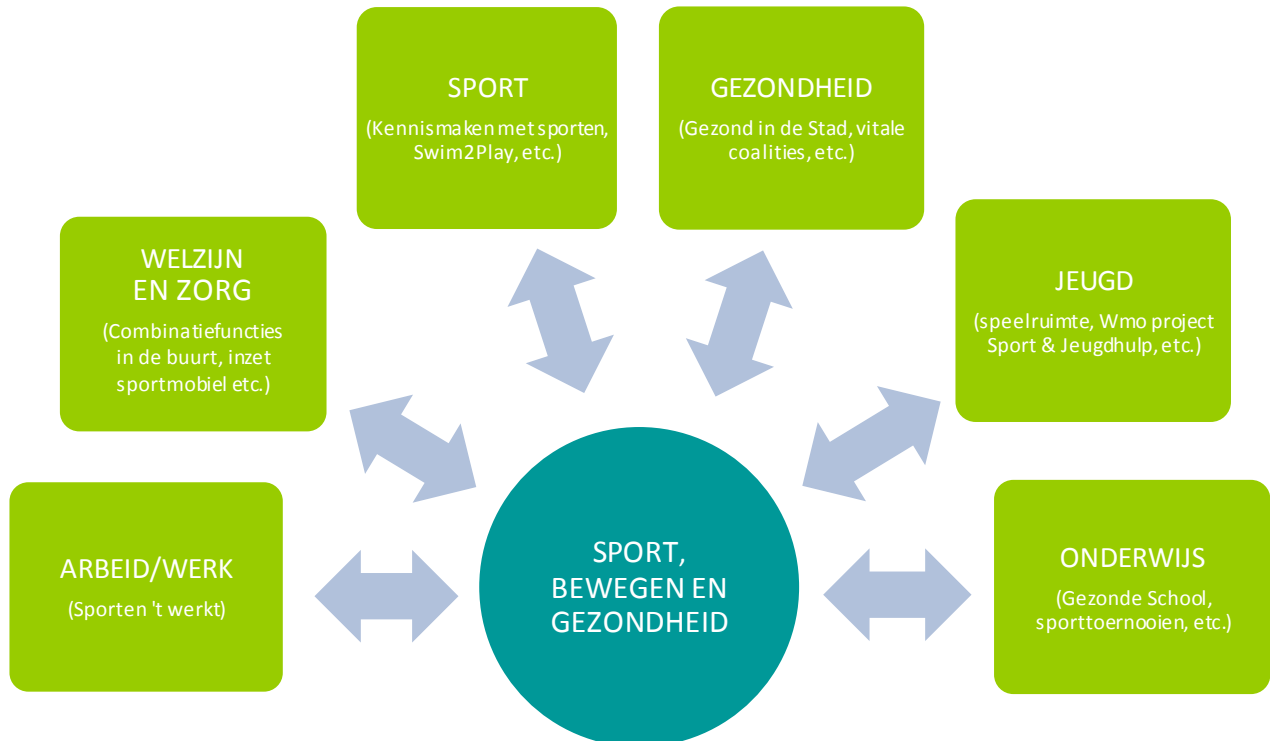 SPORT
(Kennismaken met sporten,
Swim2Play, etc.)
GEZONDHEID
(Gezond in de Stad, vitale
coalities, etc.)
WELZIJN
EN ZORG
(Combinatiefuncties
in de buurt, inzet
sportmobiel etc.)
JEUGD
(speelruimte, Wmo project
Sport & Jeugdhulp, etc.)
ARBEID/WERK
(Sporten 't werkt)
SPORT,
BEWEGEN EN
GEZONDHEID
ONDERWIJS
(Gezonde School,
sporttoernooien, etc.)